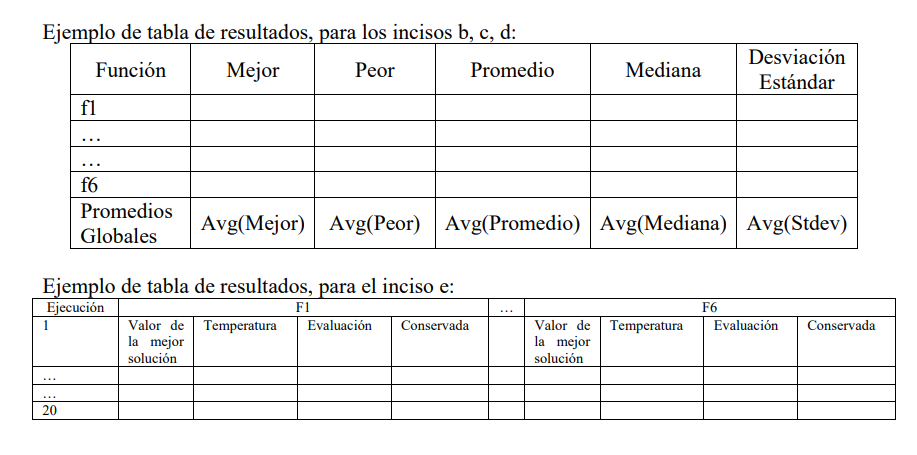 Ejemplo de tabla de resultados, para los incisos b, c, d:
Función Mejor Peor Promedio Mediana Desviación Estándar
f1
…
…
f6
Promedios Globales Avg(Mejor) Avg(Peor) Avg(Promedio) Avg(Mediana) Avg(Stdev)
Ejemplo de tabla de resultados, para el inciso e:
Ejecución F1 … F6
1 Valor de la mejor solución Temperatura Evaluación Conservada Valor de la mejor solución Temperatura Evaluación Conservada
…
…
20